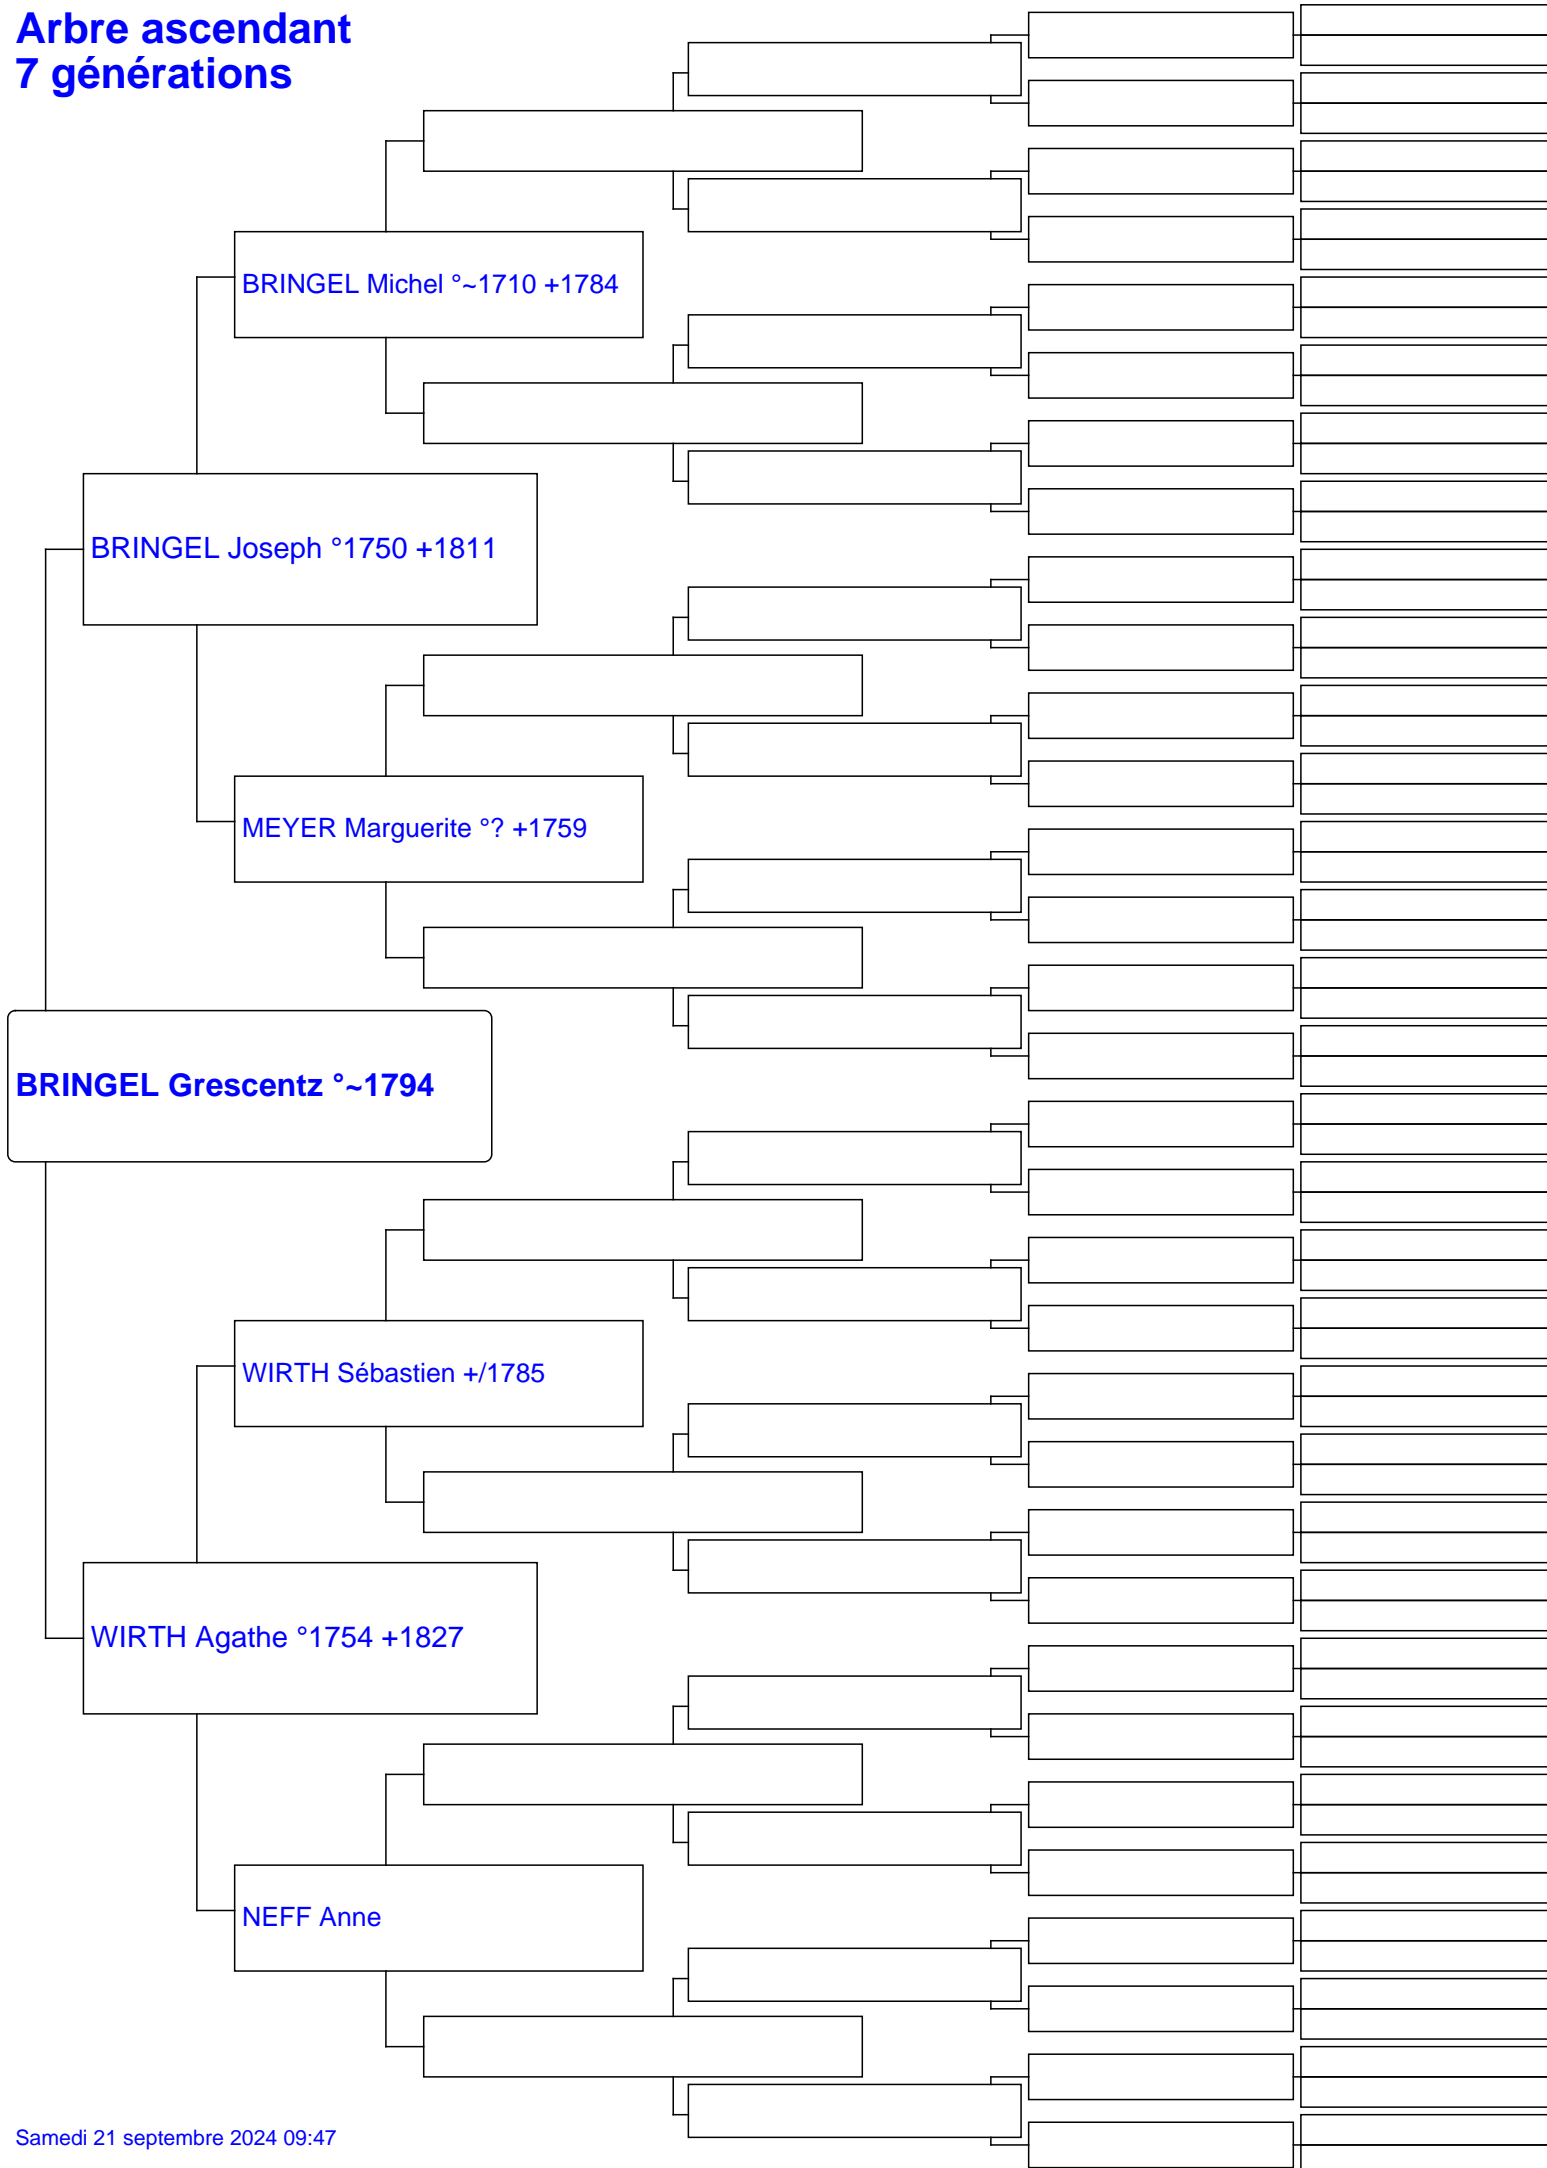 Arbre ascendant
7 générations
BRINGEL Michel °~1710 +1784
BRINGEL Joseph °1750 +1811
MEYER Marguerite °? +1759
BRINGEL Grescentz °~1794
WIRTH Sébastien +/1785
WIRTH Agathe °1754 +1827
NEFF Anne
Samedi 21 septembre 2024 09:47